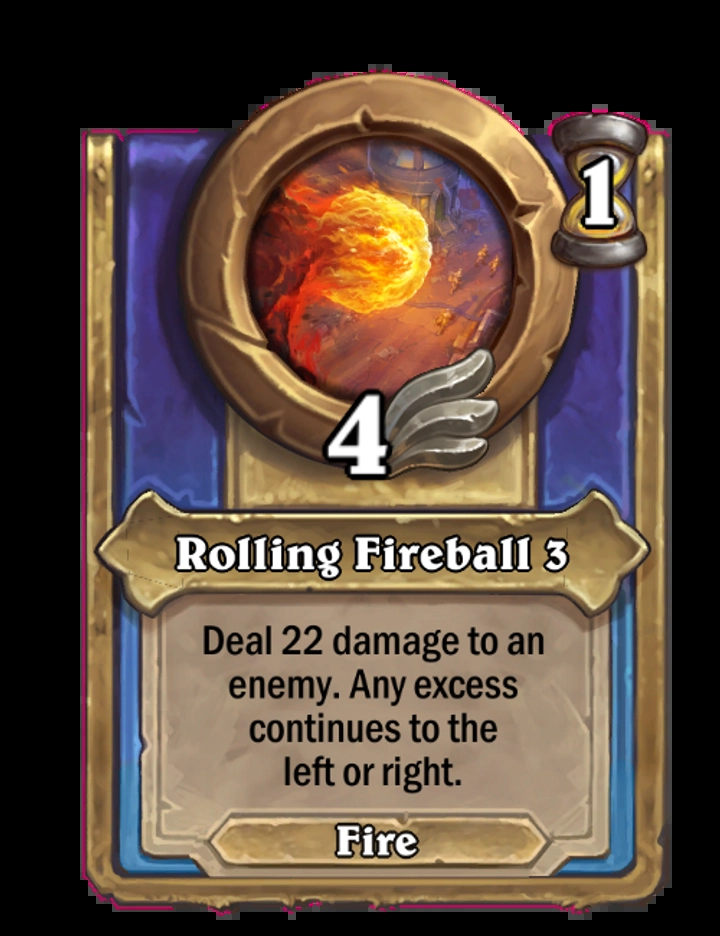 1
4
Rolling Fireball 3
Deal 22 damage to an
enemy. Any excess
continues to the
left or right.
Fire